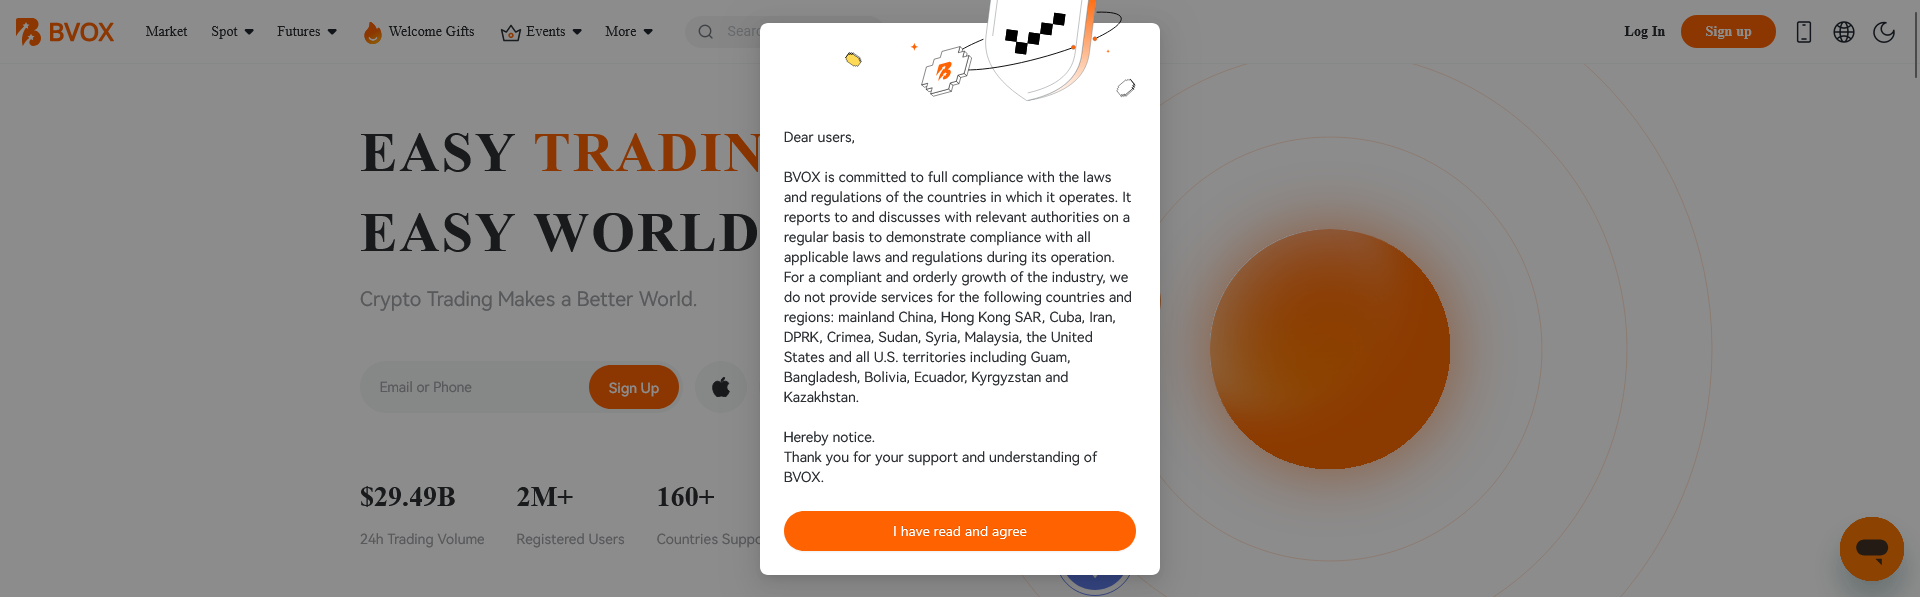 BVOX
Market
Spot
Futures
Welcome Gifts
Events
More
Log In
Sign up
EASY TRADIN
EASY WORLD
Crypto Trading Makes a Better World.
Email or Phone
Sign Up
$29.49B
2M+
160+
24h Trading Volume
Registered Users
Countries
Dear users,
BVOX is committed to full compliance with the laws
and regulations of the countries in which it operates. It
reports to and discusses with relevant authorities on a
regular basis to demonstrate compliance with all
applicable laws and regulations during its operation.
For a compliant and orderly growth of the industry, we
do not provide services for the following countries and
regions: mainland China, Hong Kong SAR, Cuba, Iran,
DPRK, Crimea, Sudan, Syria, Malaysia, the United
States and all U.S. territories including Guam,
Bangladesh, Bolivia, Ecuador, Kyrgyzstan and
Kazakhstan.
Hereby notice.
Thank you for your support and understanding of
BVOX.
I have read and agree